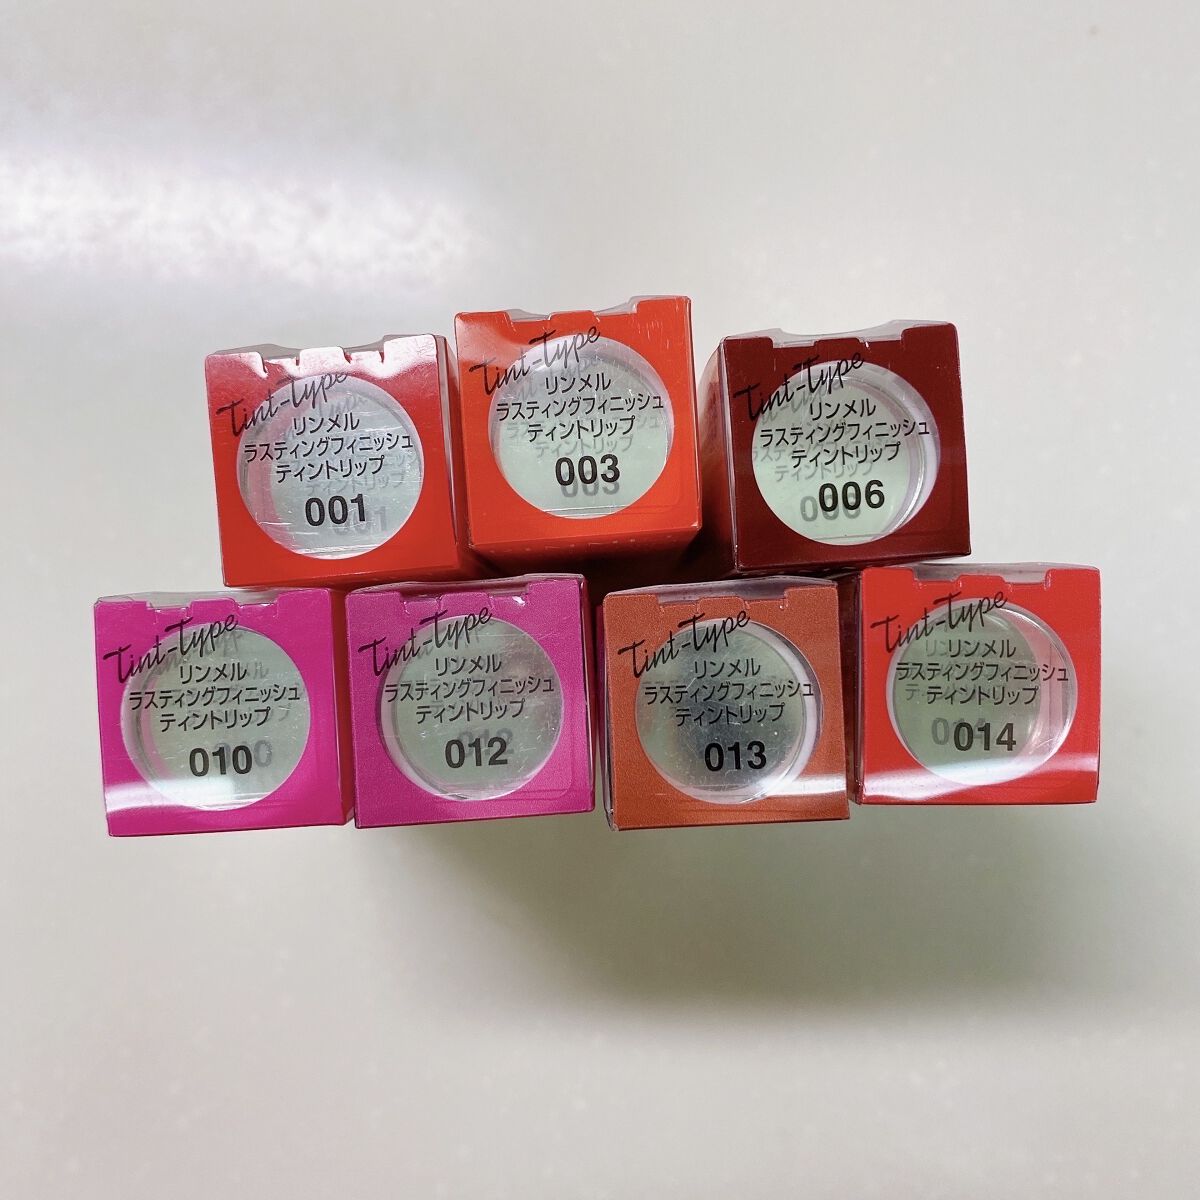 Tint-Type
リンメル
ラスティングフィニッシュ
ティントリップ
001
Tint-Type
リンメル
ラスティングフィニッシュ
ティントリップ
003
Tint-Type
リンメル
ラスティングフィニッシュ
ティントリップ
006
Tint-Type
リンメル
ラスティングフィニッシュ
ティントリップ
010
Tint-Type
リンメル
ラスティングフィニッシュ
ティントリップ
012
Tint-Type
リンメル
ラスティングフィニッシュ
ティントリップ
013
Tint-Type
リンメル
ラスティングフィニッシュ
ティントリップ
014